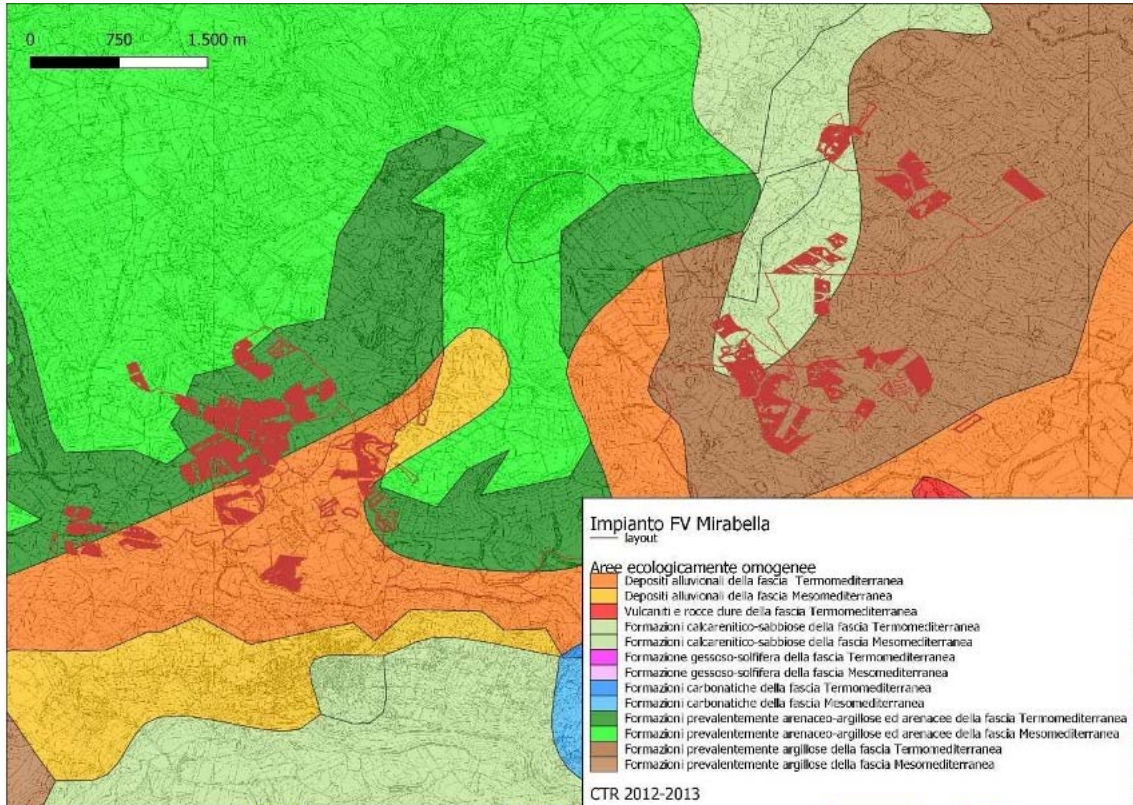 0 750 1.500 m
Impianto FV Mirabella
layout
Aree ecologicamente omogenee
Depositi alluvionali della fascia Termomediterranea
Depositi alluvionali della fascia Mesomediterranea
Vulcaniti e rocce dure della fascia Termomediterranea
Formazioni calcarenitico-sabbiose della fascia Termomediterranea
Formazioni calcarenitico-sabbiose della fascia Mesomediterranea
Formazione gessoso-solfifera della fascia Termomediterranea
Formazione gessoso-solfifera della fascia Mesomediterranea
Formazioni carbonatiche della fascia Termomediterranea
Formazioni carbonatiche della fascia Mesomediterranea
Formazioni prevalentemente arenaceo-argillose ed arenacee della fascia Termomediterranea
Formazioni prevalentemente arenaceo-argillose ed arenacee della fascia Mesomediterranea
Formazioni prevalentemente argillose della fascia Termomediterranea
Formazioni prevalentemente argillose della fascia Mesomediterranea
CTR 2012-2013